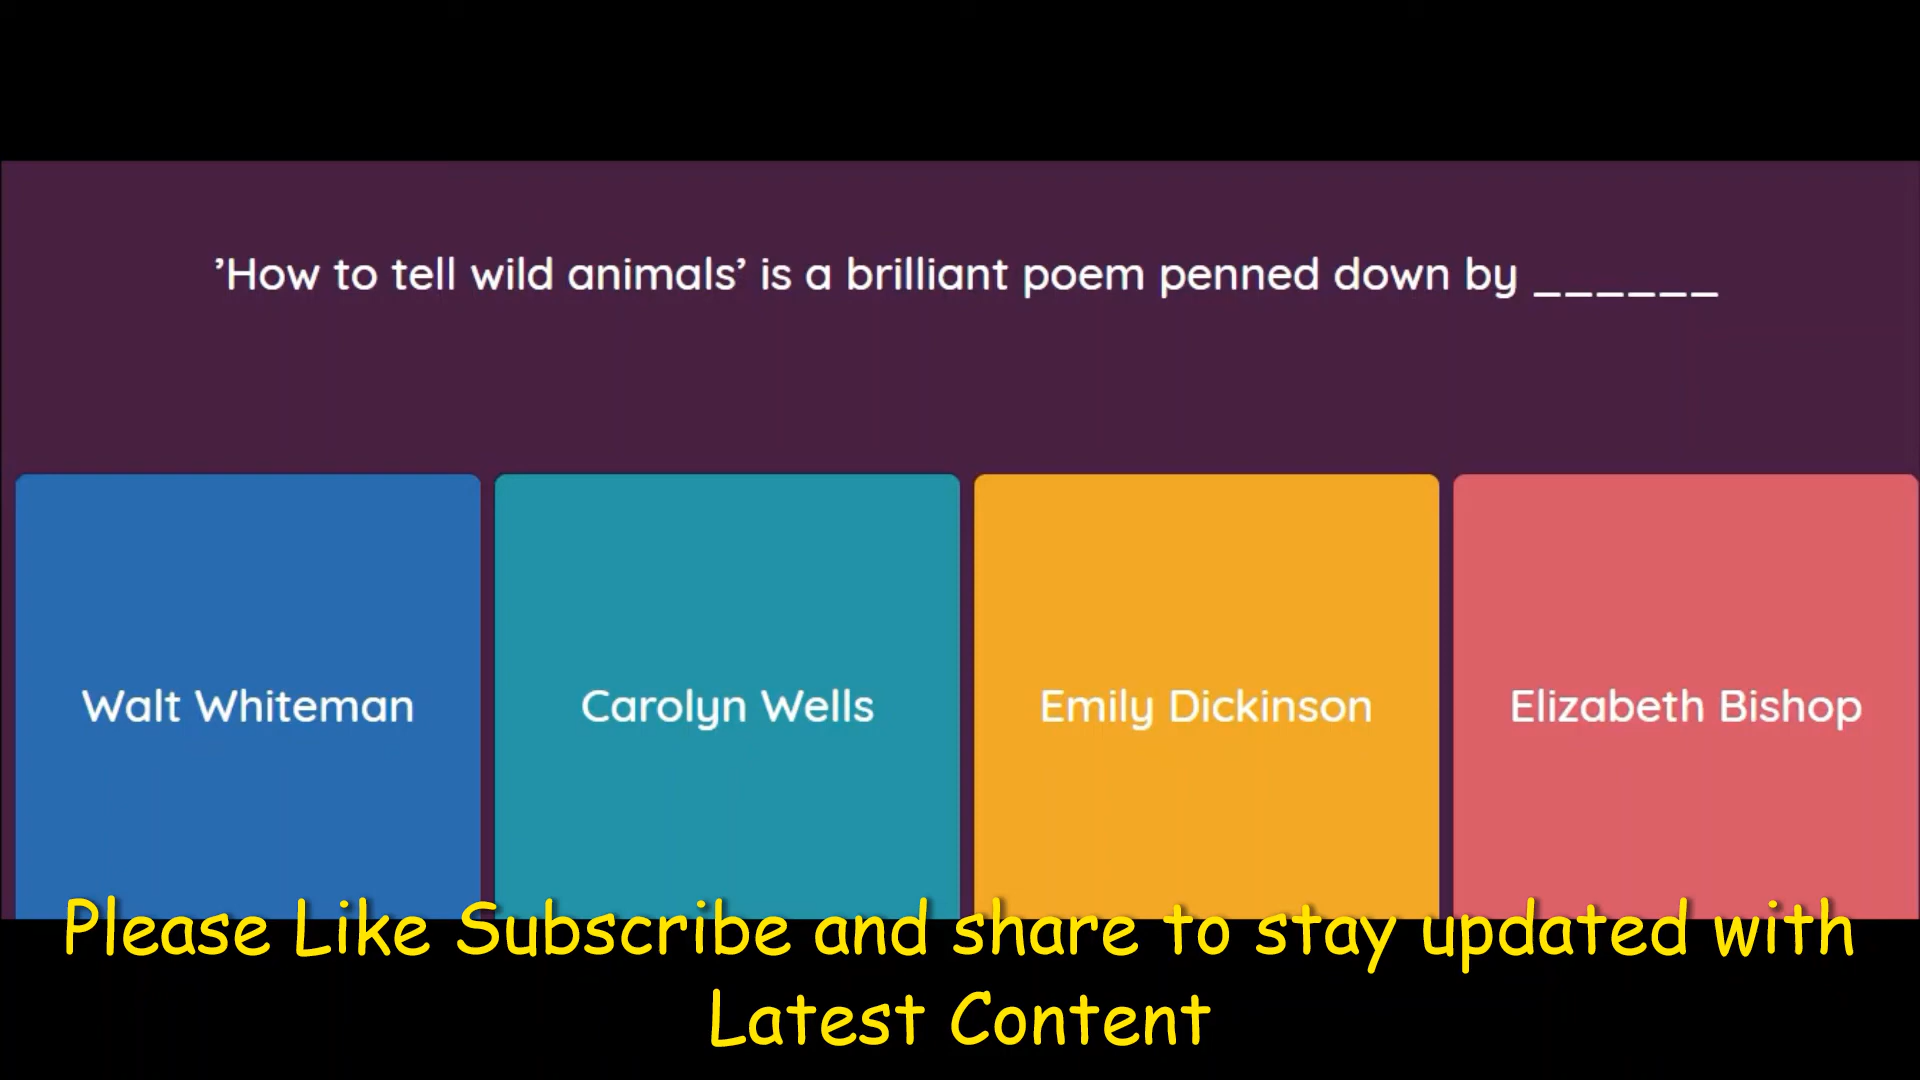 ’How to tell wild animals’ is a brilliant poem penned down by ______
Walt Whiteman
Carolyn Wells
Emily Dickinson
Elizabeth Bishop
Please Like Subscribe and share to stay updated with
Latest Content